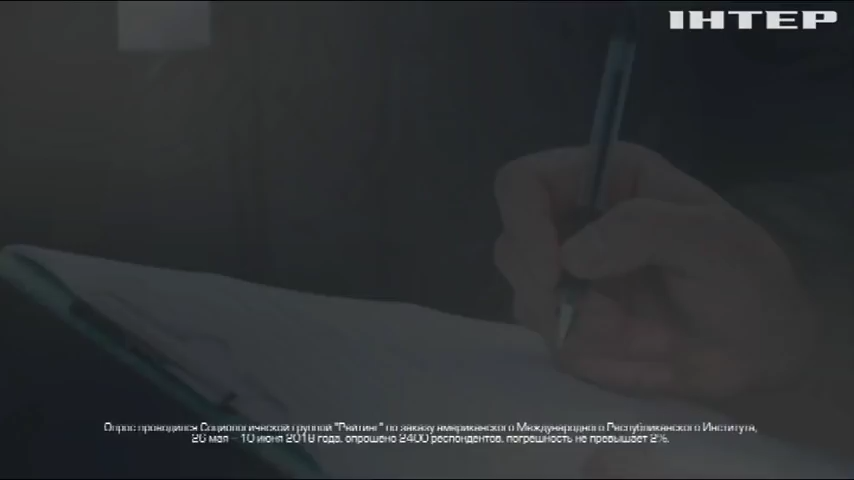 ІНТЕР
Опрос проводился Социологической группой "Рейтинг" по заказу американского Международного Республиканского Института,
26 мая - 10 июня 2018 года, опрошено 2400 респондентов, погрешность не превышает 2%.